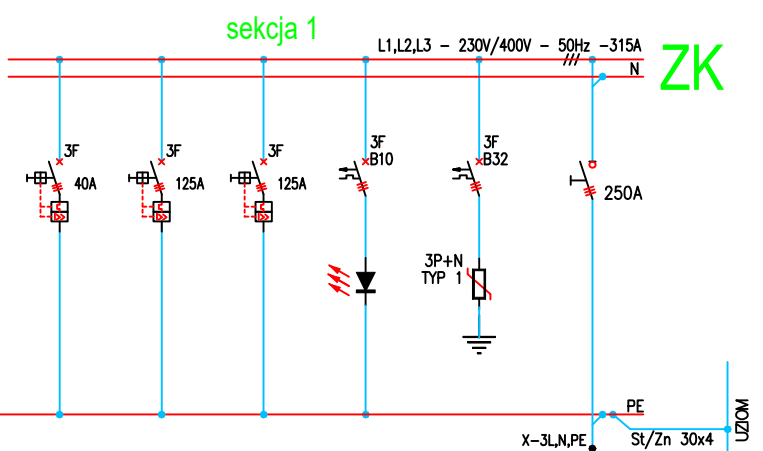 sekcja 1
L1,L2,L3 - 230V/400V - 50Hz -315A
N
ZK
3F
40A
3F
125A
3F
125A
3F
B10
3F
B32
250A
3P+N
TYP 1
PE
X-3L,N,PE
St/Zn 30x4
UZIOM